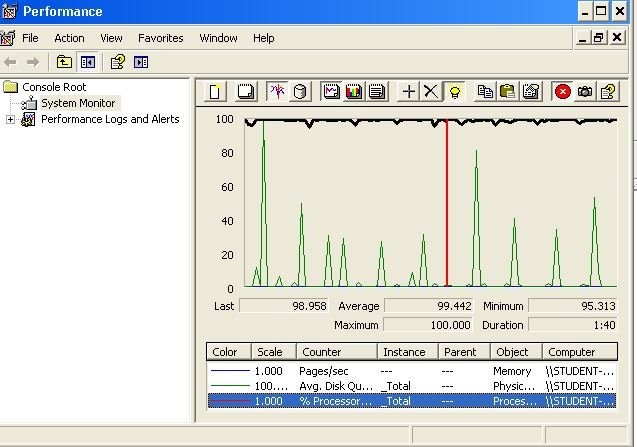 Performance
File Action View Favorites Window Help
Console Root
System Monitor
Performance Logs and Alerts
100
80
60
40
20
0
Last 98.958 Average 99.442 Minimum 95.313
Maximum 100.000 Duration 1:40
Color Scale Counter Instance Parent Object Computer
1.000 Pages/sec --- --- Memory \\STUDENT-...
100.... Avg. Disk Qu... _Total --- Physic... \\STUDENT-...
1.000 % Processor... _Total --- Proces... \\STUDENT-...